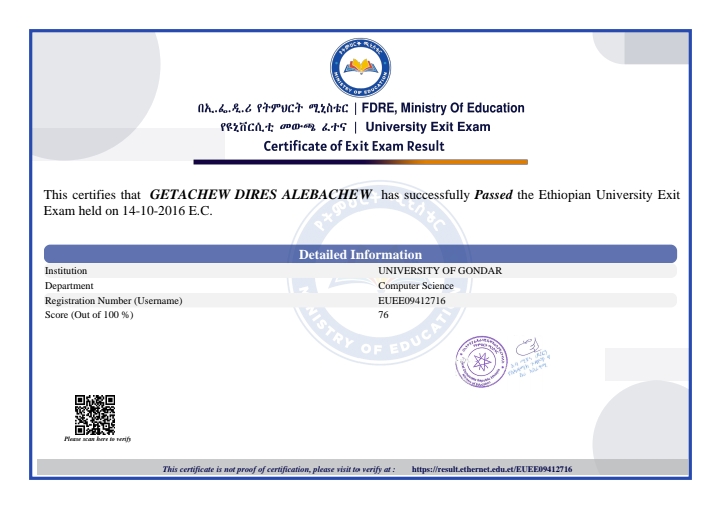 የትምህርት ሚኒስቴር
MINISTRY OF EDUCATION
በኢ.ፌ.ዲ.ሪ የትምህርት ሚኒስቴር | FDRE, Ministry Of Education
የዩኒቨርሲቲ መውጫ ፈተና | University Exit Exam
Certificate of Exit Exam Result
This certifies that GETACHEW DIRES ALEBACHEW has successfully Passed the Ethiopian University Exit
Exam held on 14-10-2016 E.C.
Detailed Information
Institution UNIVERSITY OF GONDAR
Department Computer Science
Registration Number (Username) EUEE09412716
Score (Out of 100 %) 76
Please scan here to verify
This certificate is not proof of certification, please visit to verify at : https://result.ethernet.edu.et/EUEE09412716